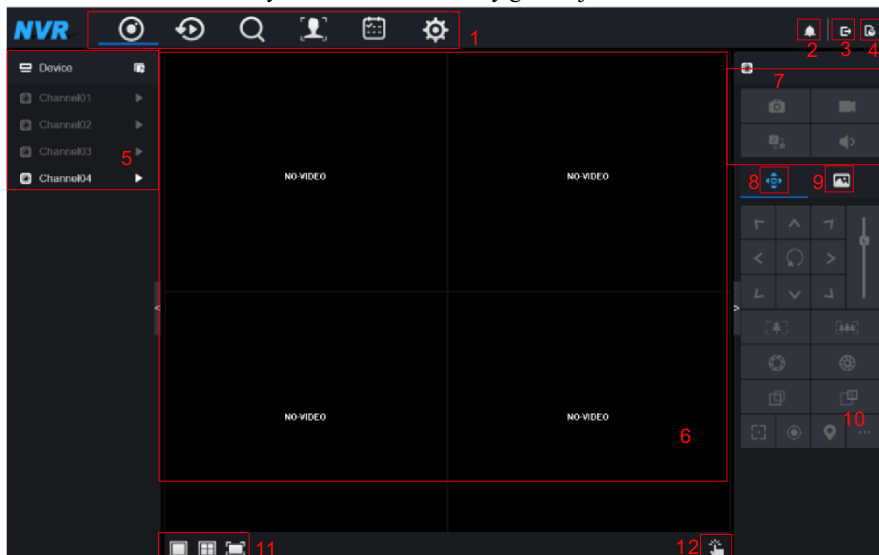 NVR
1
2
3
4
Device
Channel01
Channel02
Channel03
5
Channel04
NO-VIDEO
NO-VIDEO
7
8
9
NO-VIDEO
NO-VIDEO
6
10
11
12